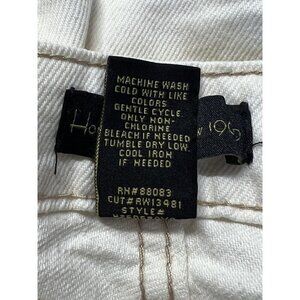 MACHINE WASH
COLD WITH LIKE
COLORS.
GENTLE CYCLE.
ONLY NON-
CHLORINE
BLEACH IF NEEDED
TUMBLE DRY LOW.
COOL IRON
IF NEEDED
RN#88083
CUT#RW13481
STYLE#